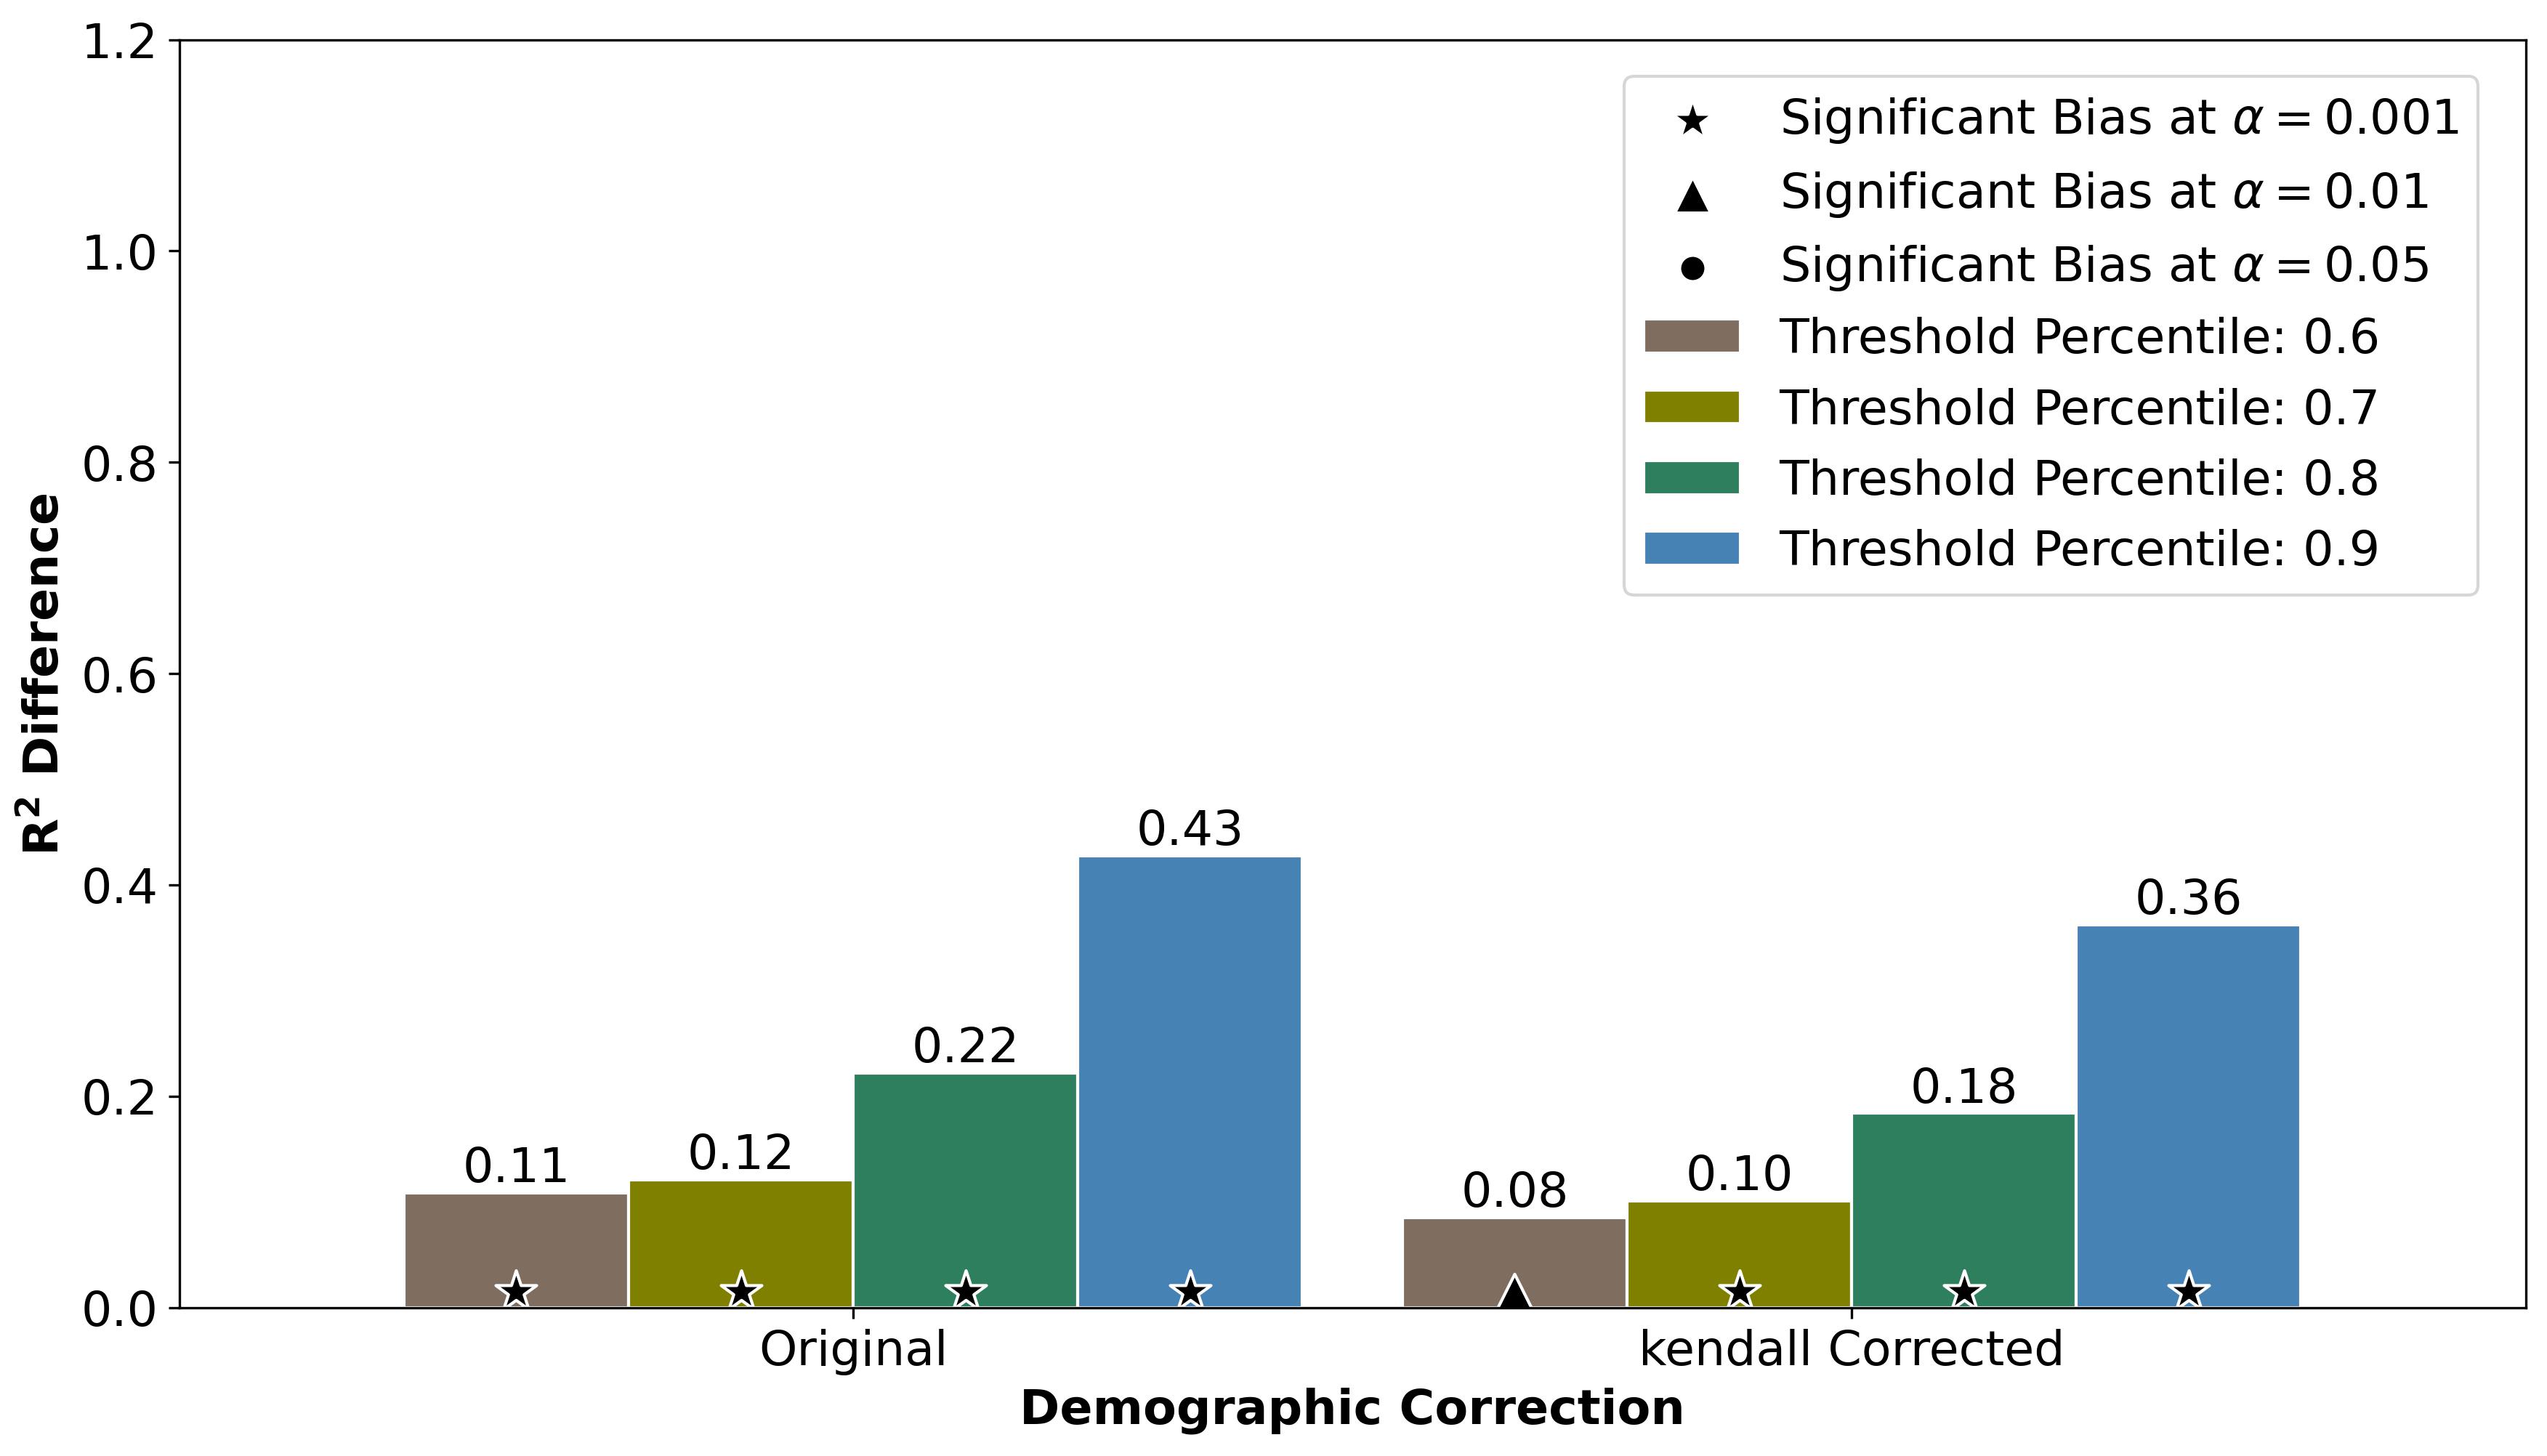 1.2
1.0
0.8
0.6
0.4
0.2
0.0
R² Difference
★ Significant Bias at α = 0.001
▲ Significant Bias at α = 0.01
● Significant Bias at α = 0.05
Threshold Percentile: 0.6
Threshold Percentile: 0.7
Threshold Percentile: 0.8
Threshold Percentile: 0.9
0.11
0.12
0.22
0.43
0.08
0.10
0.18
0.36
Original
kendall Corrected
Demographic Correction